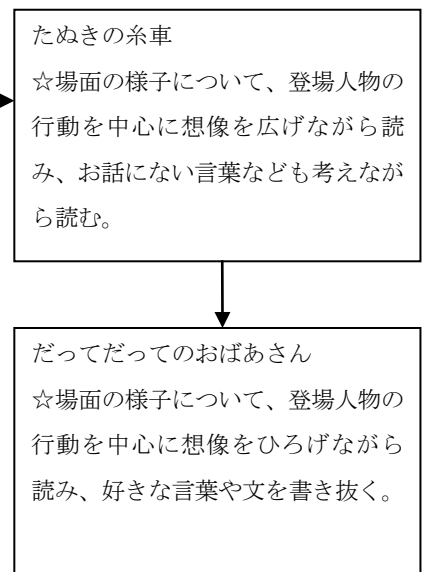 たぬきの糸車
☆場面の様子について、登場人物の
行動を中心に想像を広げながら読
み、お話にない言葉なども考えなが
ら読む。
だってだってのおばあさん
☆場面の様子について、登場人物の
行動を中心に想像をひろげながら
読み、好きな言葉や文を書き抜く。